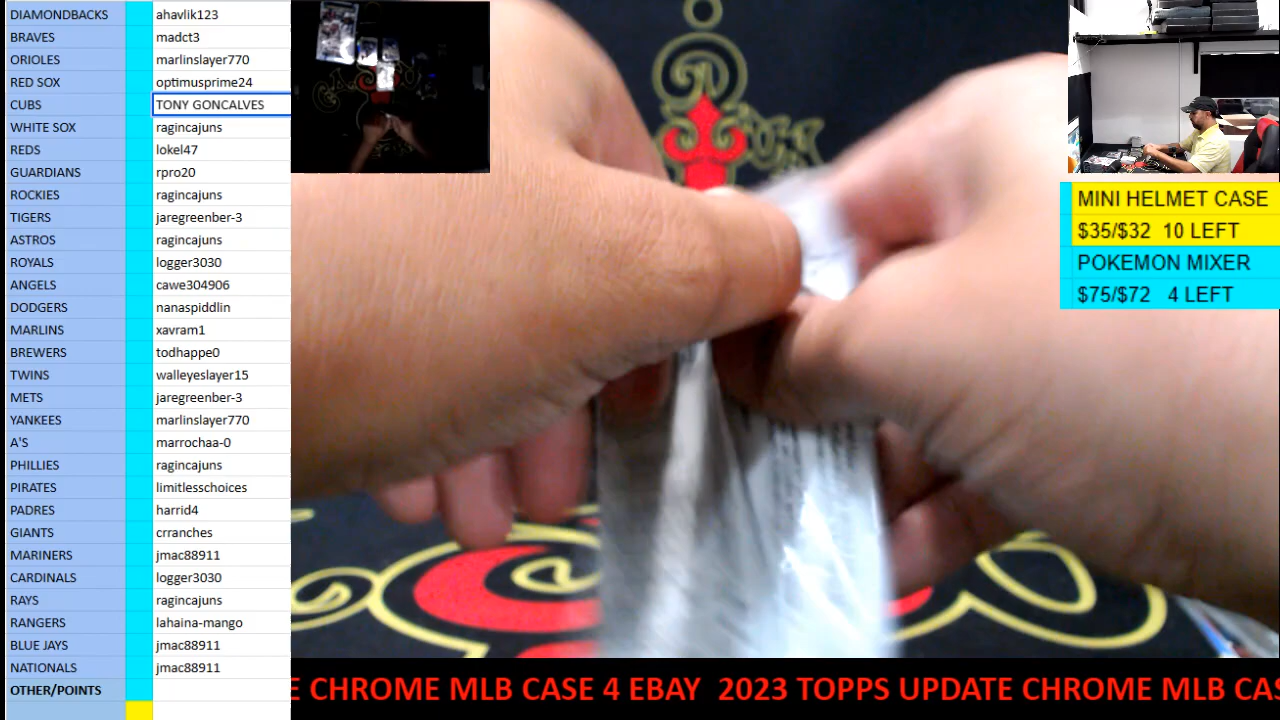 DIAMONDBACKS ahavlik123
BRAVES madct3
ORIOLES marlinslayer770
RED SOX optimusprime24
CUBS TONY GONCALVES
WHITE SOX ragincajuns
REDS lokel47
GUARDIANS rpro20
ROCKIES ragincajuns
TIGERS jaregreenber-3
ASTROS ragincajuns
ROYALS logger3030
ANGELS cawe304906
DODGERS nanaspiddlin
MARLINS xavram1
BREWERS todhappe0
TWINS walleyeslayer15
METS jaregreenber-3
YANKEES marlinslayer770
A'S marrochaa-0
PHILLIES ragincajuns
PIRATES limitlesschoices
PADRES harrid4
GIANTS crranches
MARINERS jmac88911
CARDINALS logger3030
RAYS ragincajuns
RANGERS lahaina-mango
BLUE JAYS jmac88911
NATIONALS jmac88911
OTHER/POINTS
MINI HELMET CASE
$35/$32 10 LEFT
POKEMON MIXER
$75/$72 4 LEFT
E CHROME MLB CASE 4 EBAY 2023 TOPPS UPDATE CHROME MLB CAS